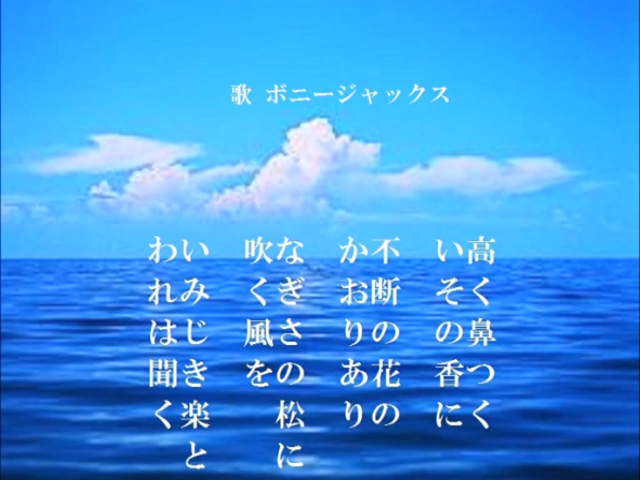 歌 ボニージャックス
高く鼻つく
いその香に
不断の花の
かおりあり
なぎさの松に
吹く風を
いみじき楽と
われは聞く